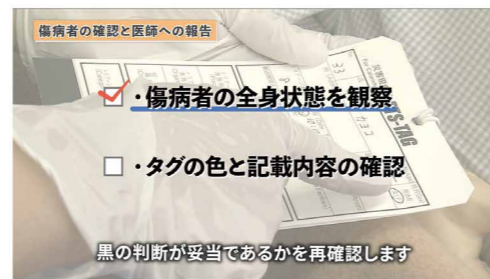 傷病者の確認と医師への報告
・傷病者の全身状態を観察
・タグの色と記載内容の確認
黒の判断が妥当であるかを再確認します
33
S-TAG